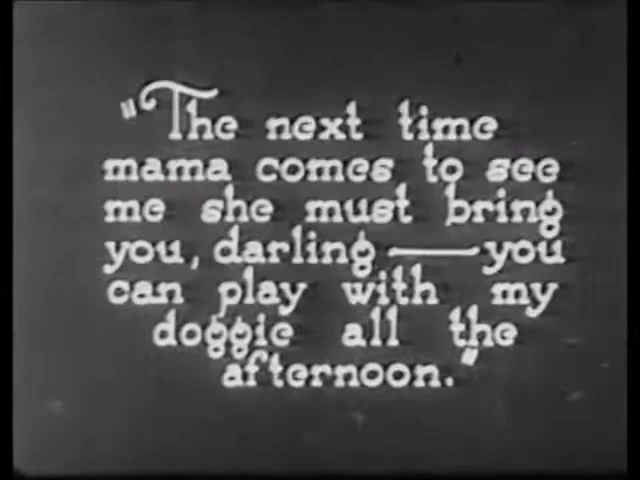 "The next time
mama comes to see
me she must bring
you, darling — you
can play with my
doggie all the
afternoon."